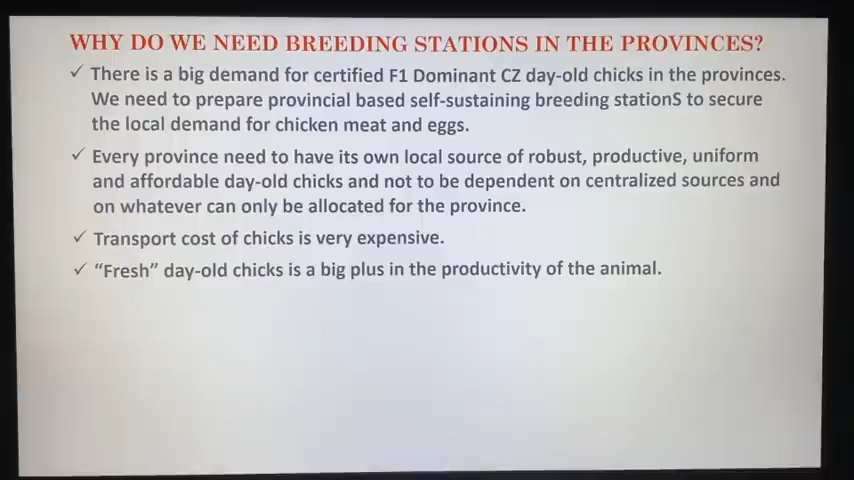 WHY DO WE NEED BREEDING STATIONS IN THE PROVINCES?
✓ There is a big demand for certified F1 Dominant CZ day-old chicks in the provinces.
We need to prepare provincial based self-sustaining breeding stationS to secure
the local demand for chicken meat and eggs.
✓ Every province need to have its own local source of robust, productive, uniform
and affordable day-old chicks and not to be dependent on centralized sources and
on whatever can only be allocated for the province.
✓ Transport cost of chicks is very expensive.
✓ “Fresh” day-old chicks is a big plus in the productivity of the animal.